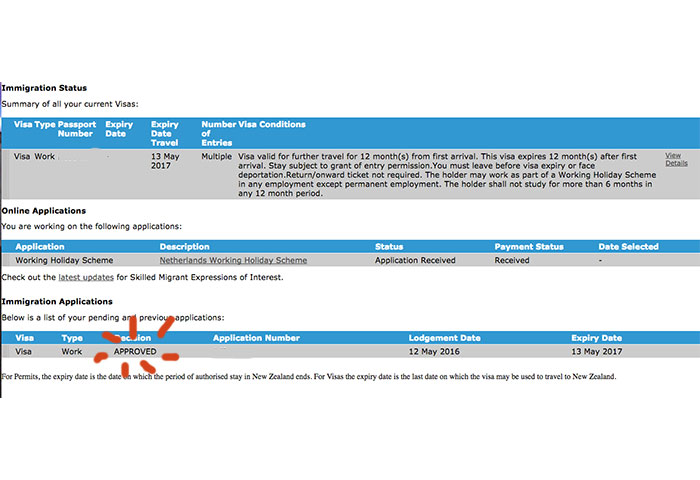 Immigration Status
Summary of all your current Visas:
Visa Type Passport Number Expiry Date Expiry Date Travel Number of Entries Visa Conditions
Visa Work 13 May 2017 Multiple Visa valid for further travel for 12 month(s) from first arrival. This visa expires 12 month(s) after first
arrival. Stay subject to grant of entry permission.You must leave before visa expiry or face
deportation.Return/onward ticket not required. The holder may work as part of a Working Holiday Scheme
in any employment except permanent employment. The holder shall not study for more than 6 months in
any 12 month period.
View Details
Online Applications
You are working on the following applications:
Application Description Status Payment Status Date Selected
Working Holiday Scheme Netherlands Working Holiday Scheme Application Received Received -
Check out the latest updates for Skilled Migrant Expressions of Interest.
Immigration Applications
Below is a list of your pending and previous applications:
Visa Type Decision Application Number Lodgement Date Expiry Date
Visa Work APPROVED 12 May 2016 13 May 2017
For Permits, the expiry date is the date on which the period of authorised stay in New Zealand ends. For Visas the expiry date is the last date on which the visa may be used to travel to New Zealand.